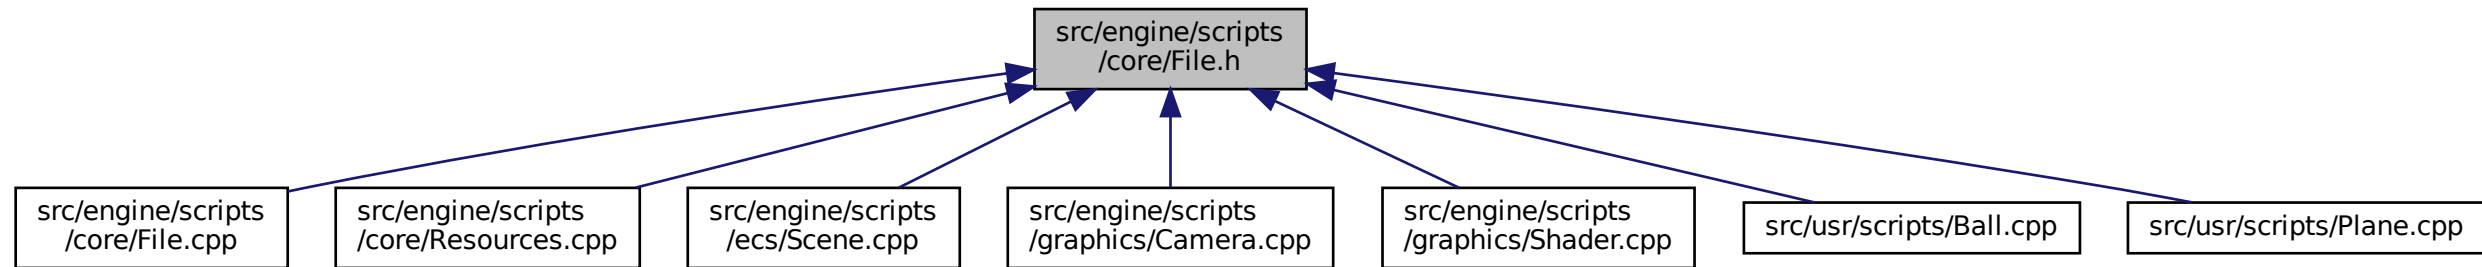 src/engine/scripts
/core/File.h
src/engine/scripts
/core/File.cpp
src/engine/scripts
/core/Resources.cpp
src/engine/scripts
/ecs/Scene.cpp
src/engine/scripts
/graphics/Camera.cpp
src/engine/scripts
/graphics/Shader.cpp
src/usr/scripts/Ball.cpp
src/usr/scripts/Plane.cpp